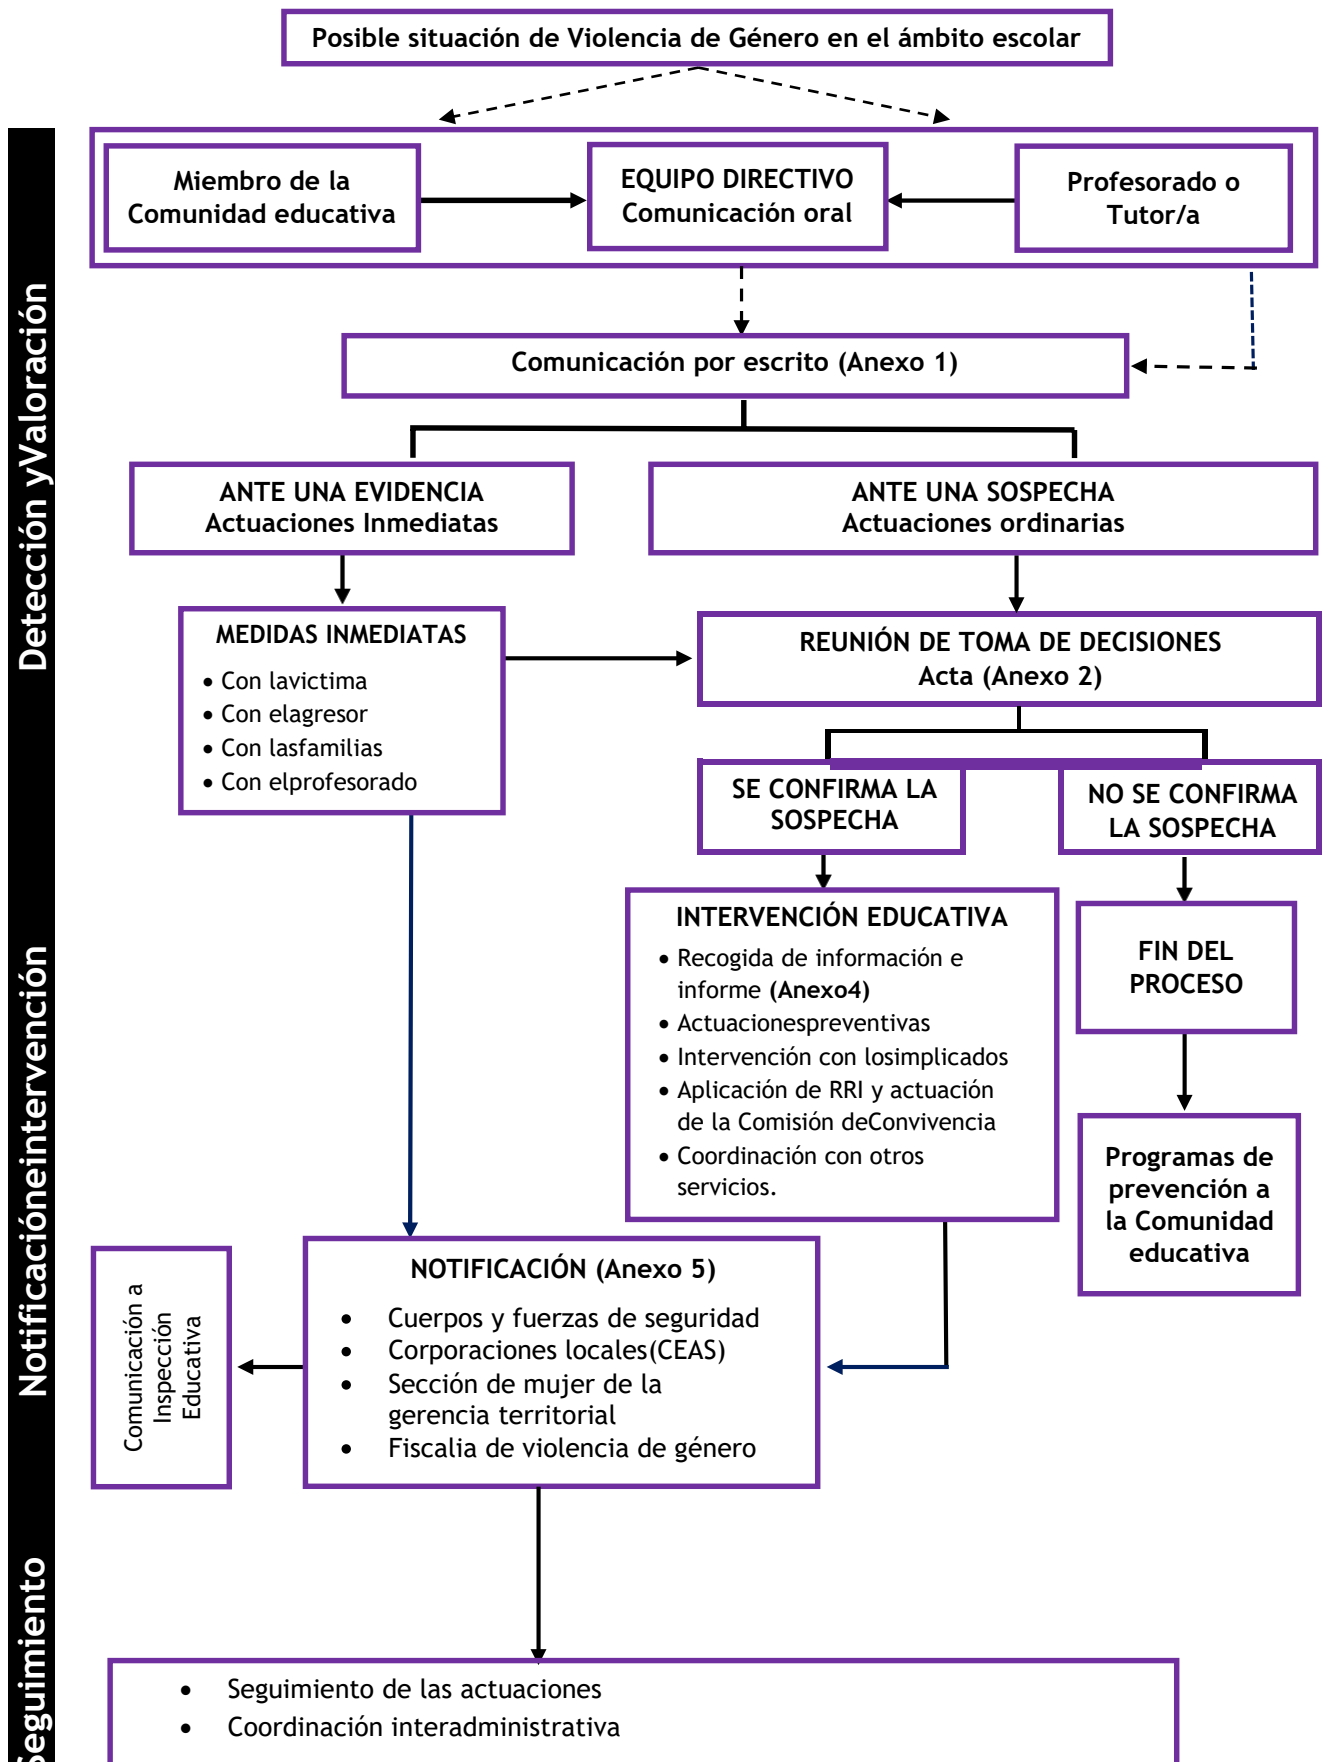 Posible situación de Violencia de Género en el ámbito escolar
Detección yValoración
Miembro de la
Comunidad educativa
EQUIPO DIRECTIVO
Comunicación oral
Profesorado o
Tutor/a
Comunicación por escrito (Anexo 1)
ANTE UNA EVIDENCIA
Actuaciones Inmediatas
ANTE UNA SOSPECHA
Actuaciones ordinarias
MEDIDAS INMEDIATAS
• Con lavictima
• Con elagresor
• Con lasfamilias
• Con elprofesorado
REUNIÓN DE TOMA DE DECISIONES
Acta (Anexo 2)
SE CONFIRMA LA
SOSPECHA
NO SE CONFIRMA
LA SOSPECHA
Notificacióneintervención
INTERVENCIÓN EDUCATIVA
• Recogida de información e
informe (Anexo4)
• Actuacionespreventivas
• Intervención con losimplicados
• Aplicación de RRI y actuación
de la Comisión deConvivencia
• Coordinación con otros
servicios.
FIN DEL
PROCESO
Programas de
prevención a
la Comunidad
educativa
Comunicación a
Inspección
Educativa
NOTIFICACIÓN (Anexo 5)
• Cuerpos y fuerzas de seguridad
• Corporaciones locales(CEAS)
• Sección de mujer de la
gerencia territorial
• Fiscalia de violencia de género
Seguimiento
• Seguimiento de las actuaciones
• Coordinación interadministrativa